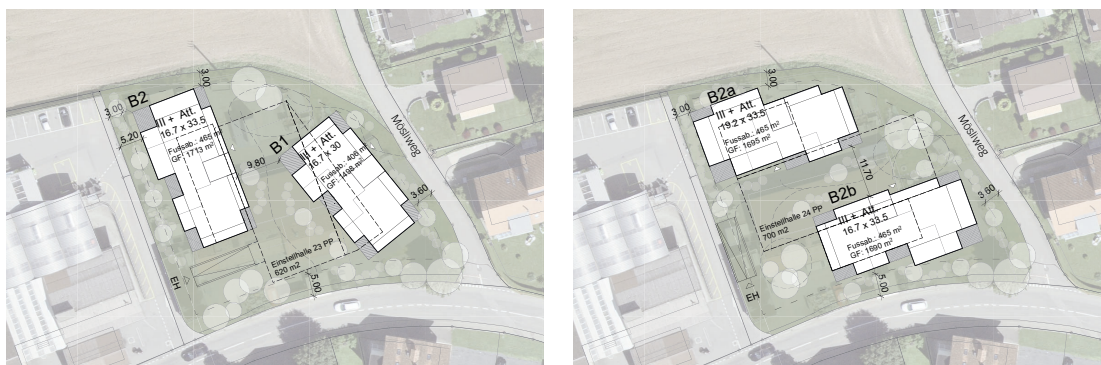 3.00
B2
3.00
III + Att.
16.7 x 33.5
Fussab.: 465 m²
GF: 1713 m²
5.20
B1
9.80
III + Att.
16.7 x 30
Fussab.: 406 m²
GF: 1498 m²
Mösliweg
3.60
Einstellhalle 23 PP
620 m2
5.00
EH
3.00
B2a
3.00
III + Att.
19.2 x 33.5
Fussab.: 465 m²
GF: 1695 m²
Mösliweg
11.70
B2b
3.60
Einstellhalle 24 PP
700 m2
III + Att.
16.7 x 33.5
Fussab.: 465 m²
GF: 1690 m²
5.00
EH